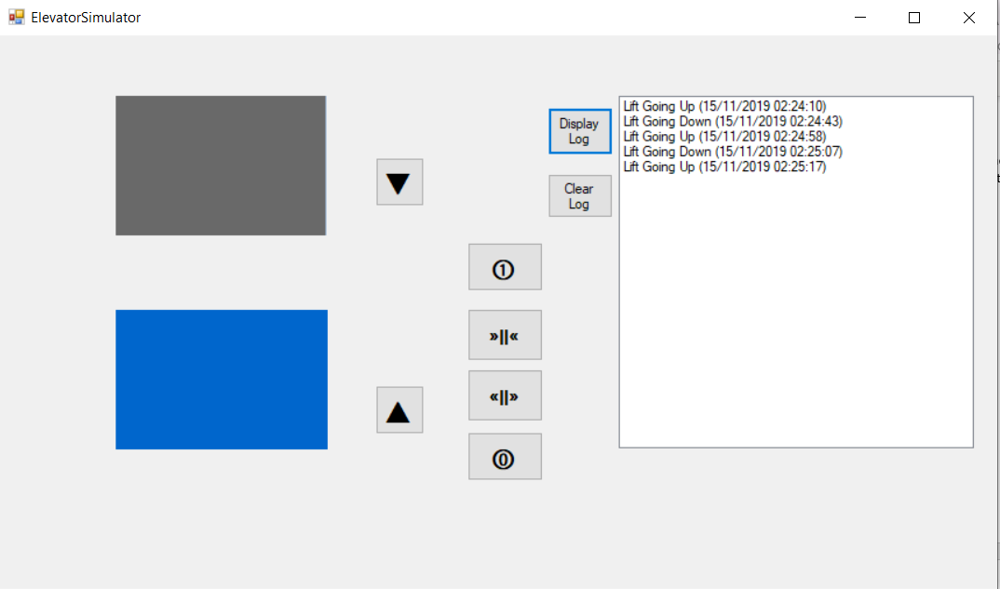 ElevatorSimulator
Display
Log
Clear
Log
Lift Going Up (15/11/2019 02:24:10)
Lift Going Down (15/11/2019 02:24:43)
Lift Going Up (15/11/2019 02:24:58)
Lift Going Down (15/11/2019 02:25:07)
Lift Going Up (15/11/2019 02:25:17)
▼
①
»||«
«||»
▲
⓪